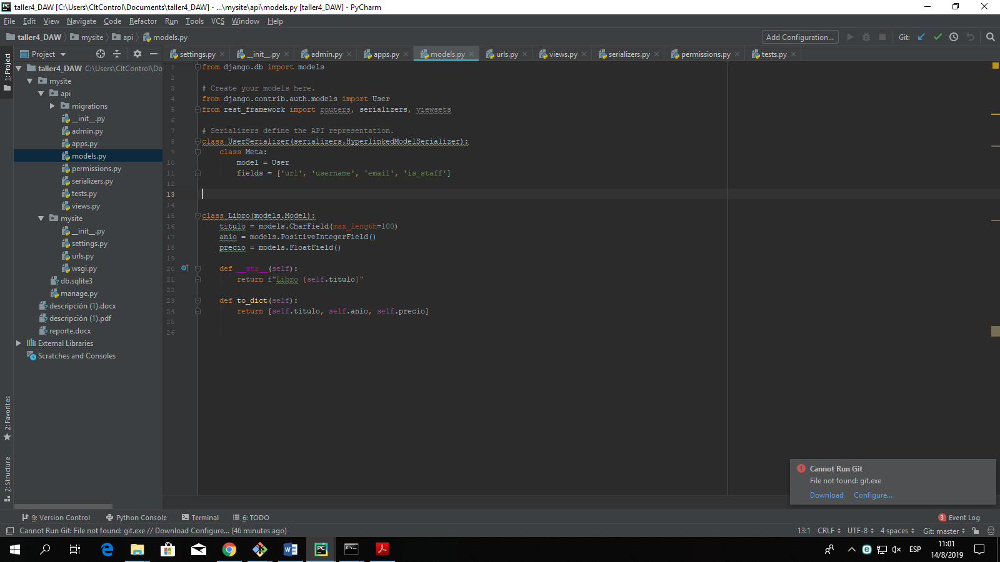 taller4_DAW [C:\Users\CltControl\Documents\taller4_DAW] - ...\mysite\api\models.py [taller4_DAW] - PyCharm
File Edit View Navigate Code Refactor Run Tools VCS Window Help
taller4_DAW mysite api models.py Add Configuration... Git:
Project settings.py __init__.py admin.py apps.py models.py urls.py views.py serializers.py permissions.py tests.py
1: Project
taller4_DAW C:\Users\CltControl\Do
mysite
api
migrations
__init__.py
admin.py
apps.py
models.py
permissions.py
serializers.py
tests.py
views.py
mysite
__init__.py
settings.py
urls.py
wsgi.py
db.sqlite3
manage.py
descripción (1).docx
descripción (1).pdf
reporte.docx
External Libraries
Scratches and Consoles
2: Favorites
7: Structure
1 from django.db import models
2
3 # Create your models here.
4 from django.contrib.auth.models import User
5 from rest_framework import routers, serializers, viewsets
6
7 # Serializers define the API representation.
8 class UserSerializer(serializers.HyperlinkedModelSerializer):
9 class Meta:
10 model = User
11 fields = ['url', 'username', 'email', 'is_staff']
12
13
14
15 class Libro(models.Model):
16 titulo = models.CharField(max_length=100)
17 anio = models.PositiveIntegerField()
18 precio = models.FloatField()
19
20 def __str__(self):
21 return f"Libro {self.titulo}"
22
23 def to_dict(self):
24 return [self.titulo, self.anio, self.precio]
25
26
Cannot Run Git
File not found: git.exe
Download Configure...
9: Version Control Python Console Terminal 6: TODO 3 Event Log
Cannot Run Git: File not found: git.exe // Download Configure... (46 minutes ago) 13:1 CRLF UTF-8 4 spaces Git: master
ESP 11:01
14/8/2019